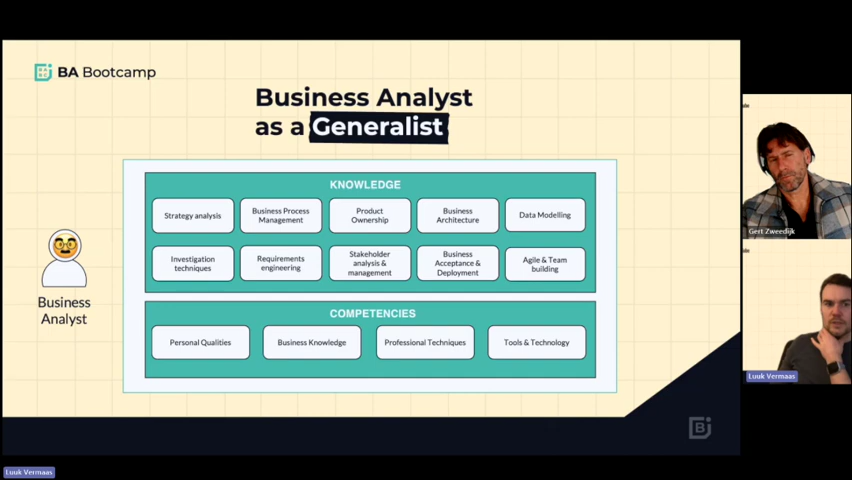 BA Bootcamp
Business Analyst
as a Generalist
KNOWLEDGE
Strategy analysis
Business Process
Management
Product
Ownership
Business
Architecture
Data Modelling
Investigation
techniques
Requirements
engineering
Stakeholder
analysis &
management
Business
Acceptance &
Deployment
Agile & Team
building
COMPETENCIES
Personal Qualities
Business Knowledge
Professional Techniques
Tools & Technology
Business
Analyst
Gert Zweedijk
Luuk Vermaas
Luuk Vermaas